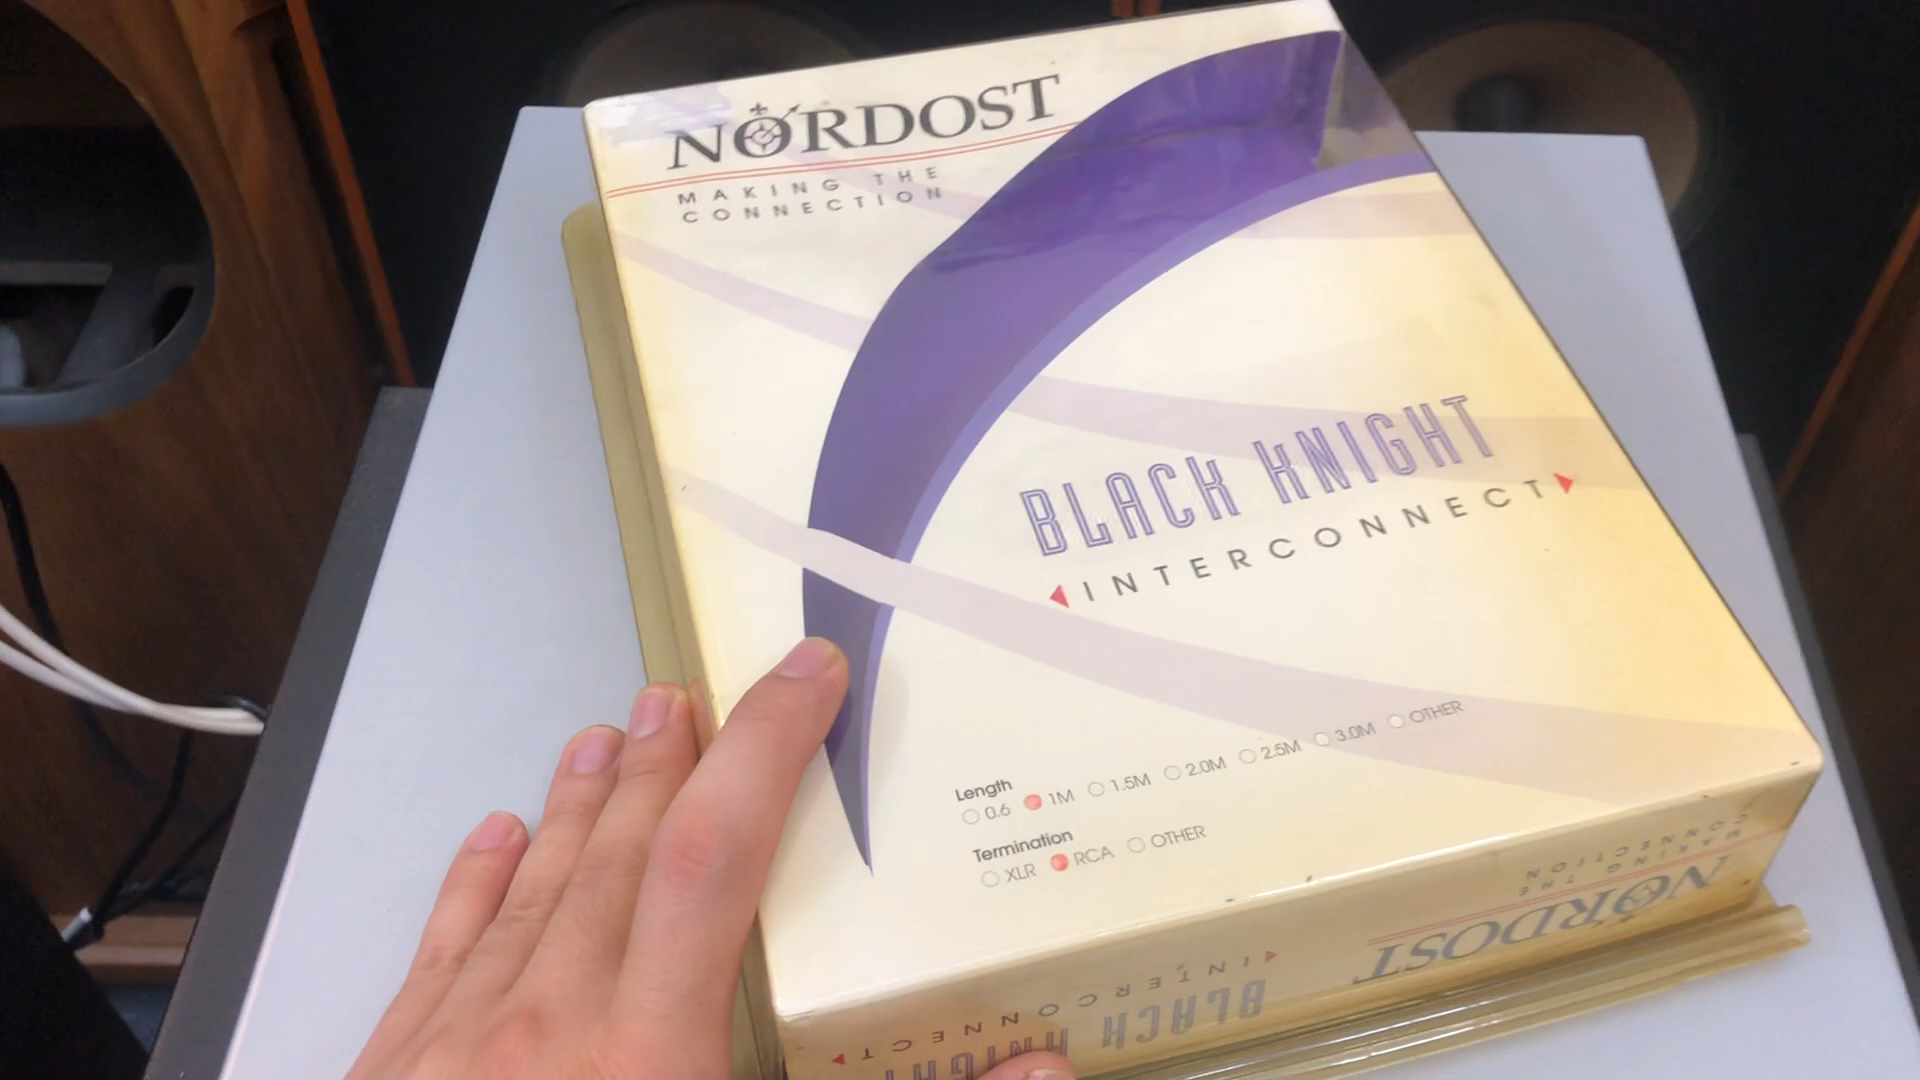 NORDOST
MAKING THE
CONNECTION
BLACK KNIGHT
INTERCONNECT
Length
0.6 1M 1.5M 2.0M 2.5M 3.0M OTHER
Termination
XLR RCA OTHER
NORDOST
MAKING THE
CONNECTION
BLACK KNIGHT
INTERCONNECT